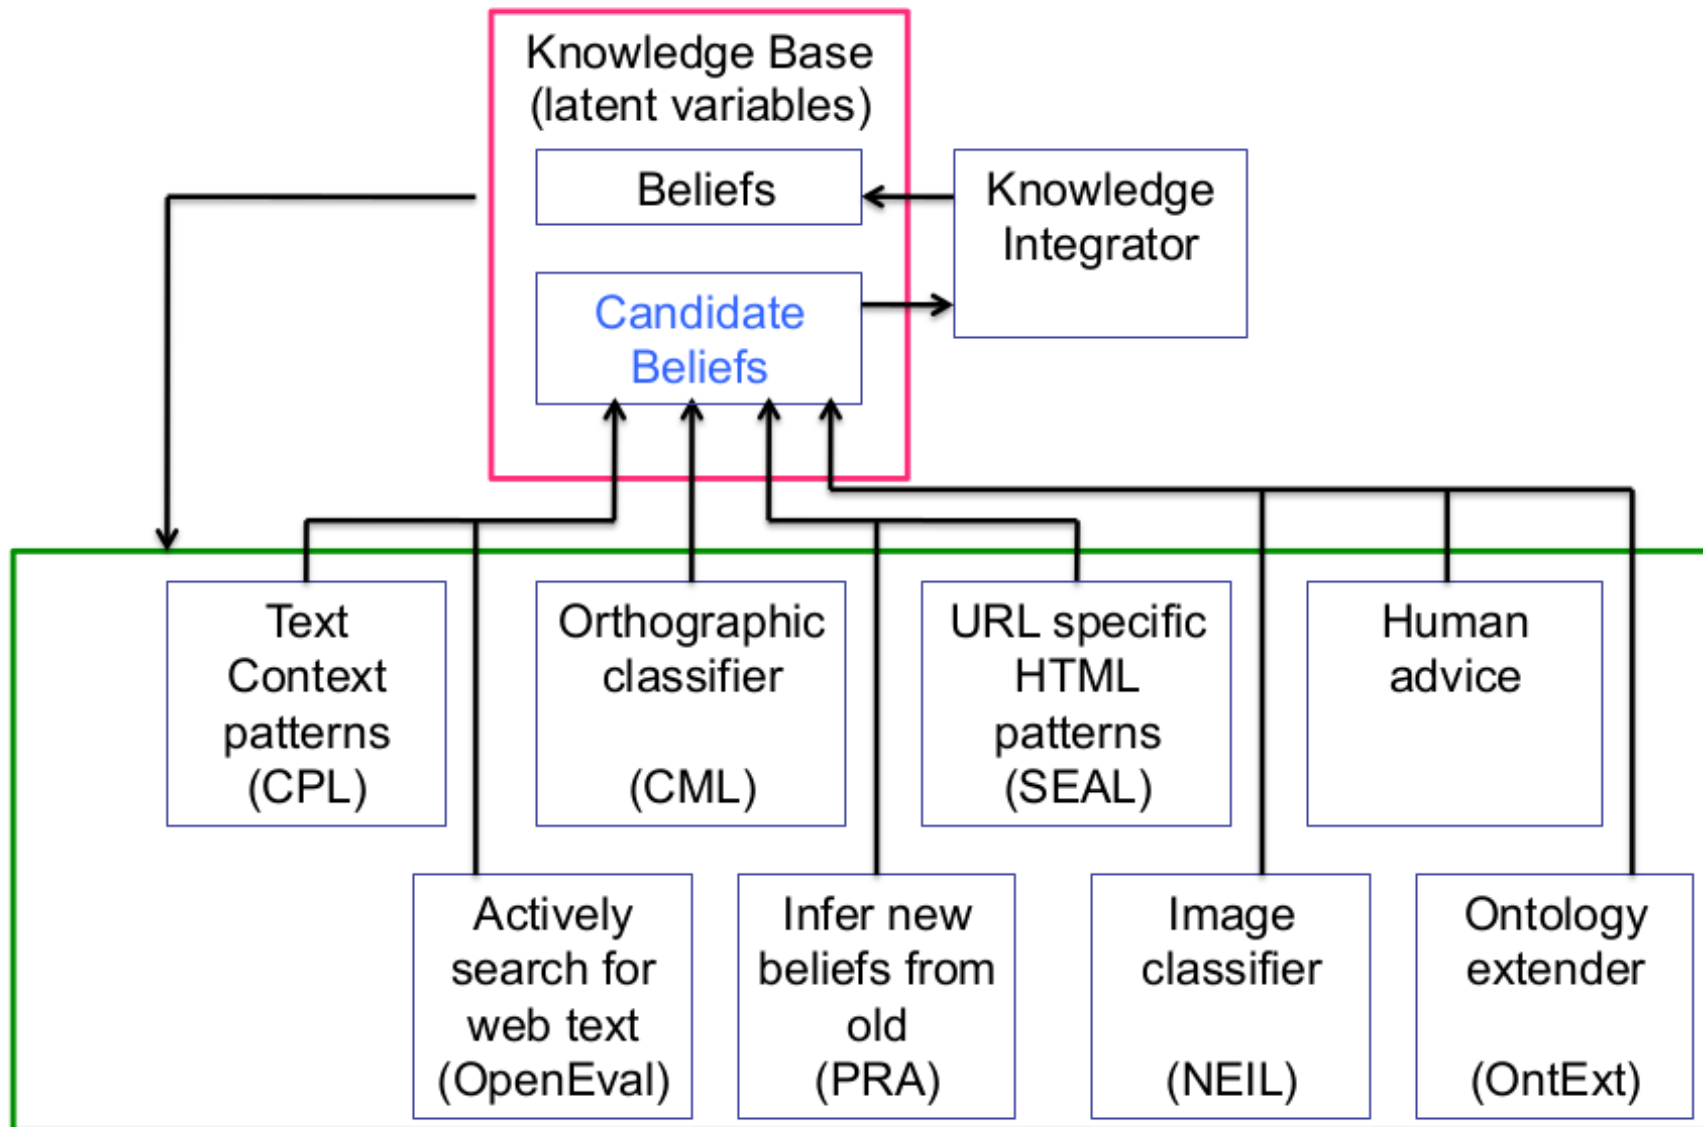 Knowledge Base
(latent variables)
Beliefs
Knowledge
Integrator
Candidate
Beliefs
Text
Context
patterns
(CPL)
Orthographic
classifier
(CML)
URL specific
HTML
patterns
(SEAL)
Human
advice
Actively
search for
web text
(OpenEval)
Infer new
beliefs from
old
(PRA)
Image
classifier
(NEIL)
Ontology
extender
(OntExt)